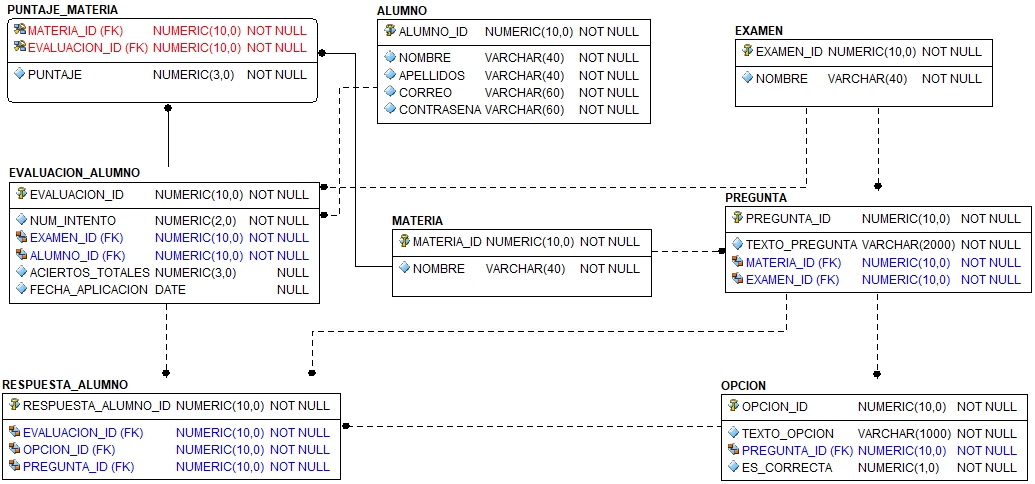 PUNTAJE_MATERIA
MATERIA_ID (FK) NUMERIC(10,0) NOT NULL
EVALUACION_ID (FK) NUMERIC(10,0) NOT NULL
PUNTAJE NUMERIC(3,0) NOT NULL
ALUMNO
ALUMNO_ID NUMERIC(10,0) NOT NULL
NOMBRE VARCHAR(40) NOT NULL
APELLIDOS VARCHAR(40) NOT NULL
CORREO VARCHAR(60) NOT NULL
CONTRASENA VARCHAR(60) NOT NULL
EXAMEN
EXAMEN_ID NUMERIC(10,0) NOT NULL
NOMBRE VARCHAR(40) NOT NULL
EVALUACION_ALUMNO
EVALUACION_ID NUMERIC(10,0) NOT NULL
NUM_INTENTO NUMERIC(2,0) NOT NULL
EXAMEN_ID (FK) NUMERIC(10,0) NOT NULL
ALUMNO_ID (FK) NUMERIC(10,0) NOT NULL
ACIERTOS_TOTALES NUMERIC(3,0) NULL
FECHA_APLICACION DATE NULL
MATERIA
MATERIA_ID NUMERIC(10,0) NOT NULL
NOMBRE VARCHAR(40) NOT NULL
PREGUNTA
PREGUNTA_ID NUMERIC(10,0) NOT NULL
TEXTO_PREGUNTA VARCHAR(2000) NOT NULL
MATERIA_ID (FK) NUMERIC(10,0) NOT NULL
EXAMEN_ID (FK) NUMERIC(10,0) NOT NULL
RESPUESTA_ALUMNO
RESPUESTA_ALUMNO_ID NUMERIC(10,0) NOT NULL
EVALUACION_ID (FK) NUMERIC(10,0) NOT NULL
OPCION_ID (FK) NUMERIC(10,0) NOT NULL
PREGUNTA_ID (FK) NUMERIC(10,0) NOT NULL
OPCION
OPCION_ID NUMERIC(10,0) NOT NULL
TEXTO_OPCION VARCHAR(1000) NOT NULL
PREGUNTA_ID (FK) NUMERIC(10,0) NOT NULL
ES_CORRECTA NUMERIC(1,0) NOT NULL